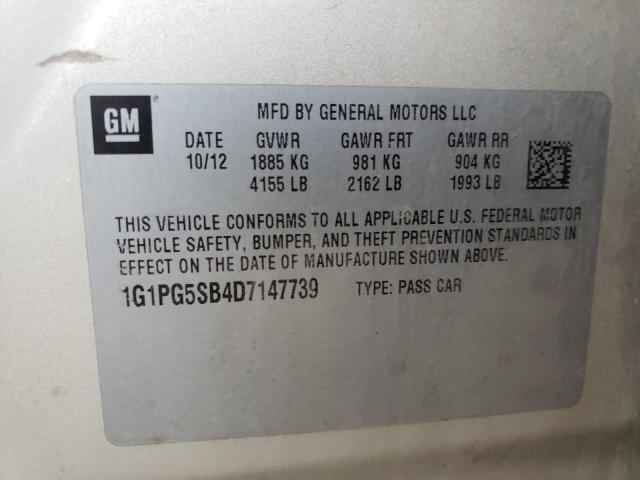 GM ®
MFD BY GENERAL MOTORS LLC
DATE GVWR GAWR FRT GAWR RR
10/12 1885 KG 981 KG 904 KG
4155 LB 2162 LB 1993 LB
THIS VEHICLE CONFORMS TO ALL APPLICABLE U.S. FEDERAL MOTOR
VEHICLE SAFETY, BUMPER, AND THEFT PREVENTION STANDARDS IN
EFFECT ON THE DATE OF MANUFACTURE SHOWN ABOVE.
1G1PG5SB4D7147739 TYPE: PASS CAR